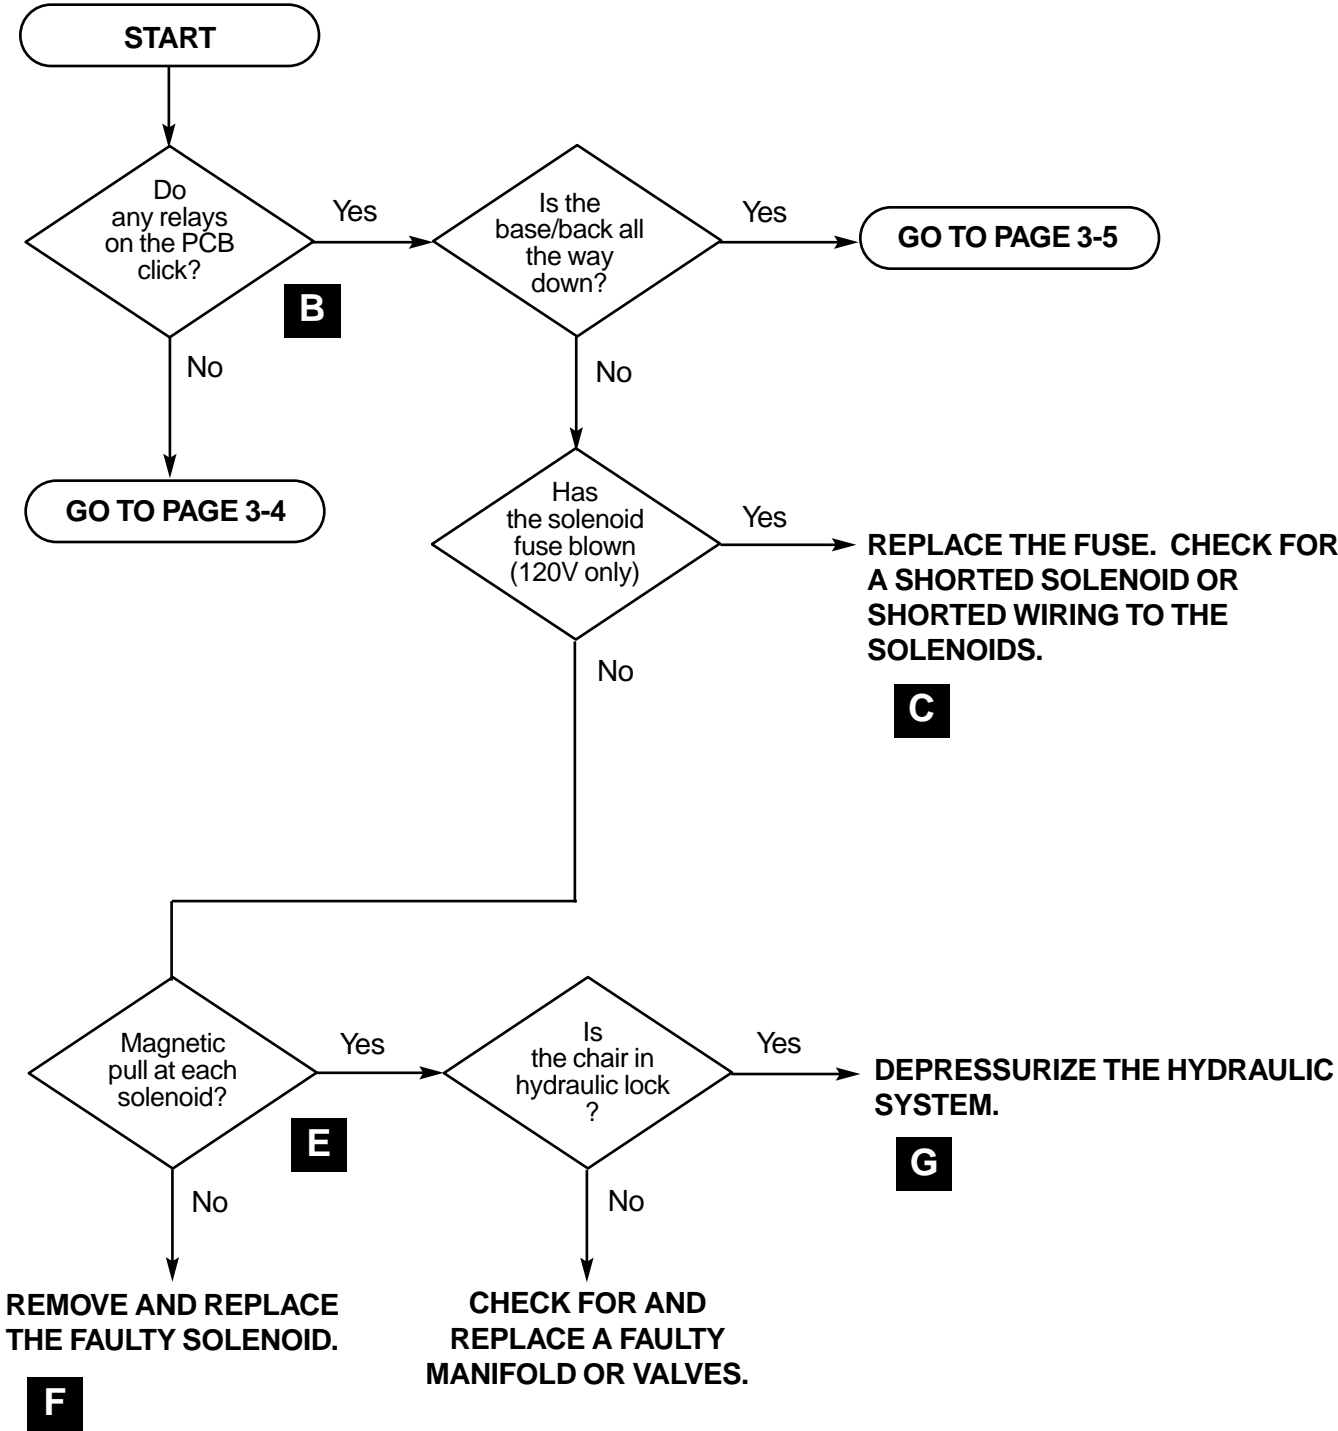 START
Do
any relays
on the PCB
click?
Yes
B
No
GO TO PAGE 3-4
Is the
base/back all
the way
down?
Yes
GO TO PAGE 3-5
No
Has
the solenoid
fuse blown
(120V only)
Yes
REPLACE THE FUSE. CHECK FOR
A SHORTED SOLENOID OR
SHORTED WIRING TO THE
SOLENOIDS.
C
No
Magnetic
pull at each
solenoid?
Yes
E
No
REMOVE AND REPLACE
THE FAULTY SOLENOID.
F
Is
the chair in
hydraulic lock
?
Yes
DEPRESSURIZE THE HYDRAULIC
SYSTEM.
G
No
CHECK FOR AND
REPLACE A FAULTY
MANIFOLD OR VALVES.